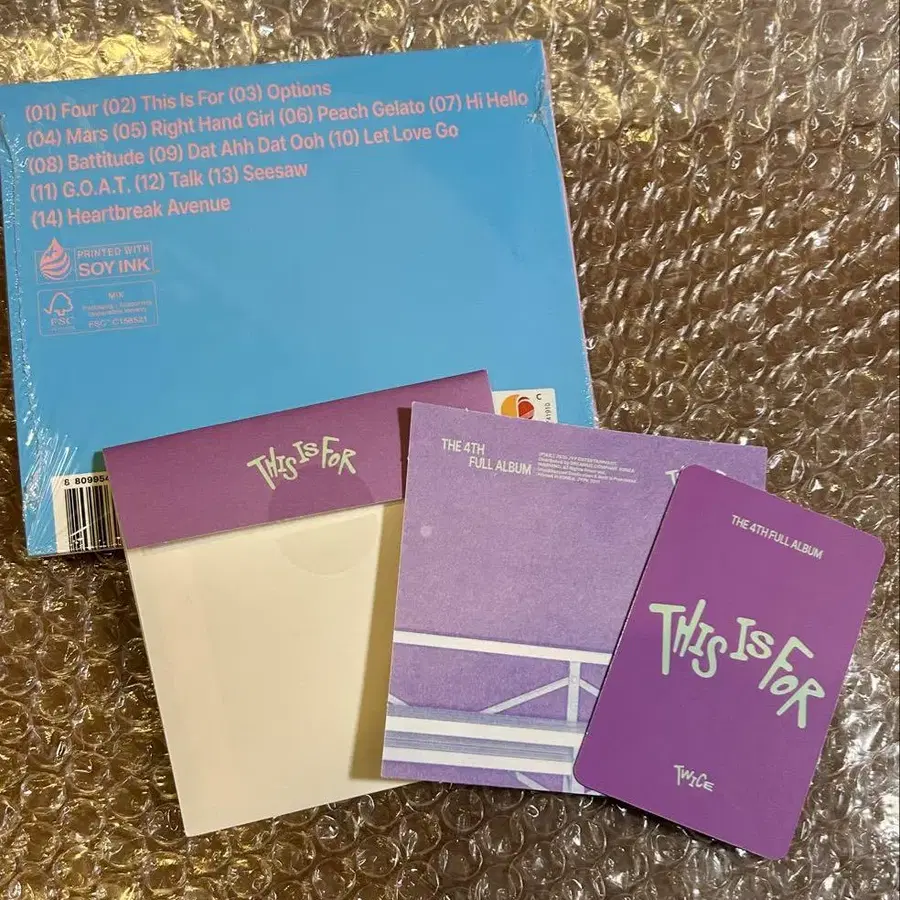 (01) Four (02) This Is For (03) Options
(04) Mars (05) Right Hand Girl (06) Peach Gelato (07) Hi Hello
(08) Battitude (09) Dat Ahh Dat Ooh (10) Let Love Go
(11) G.O.A.T. (12) Talk (13) Seesaw
(14) Heartbreak Avenue
PRINTED WITH
SOY INK
MIX
FSC
C
8 809954
THIS IS FOR
THE 4TH
FULL ALBUM
THE 4TH FULL ALBUM
THIS IS FOR
TWICE